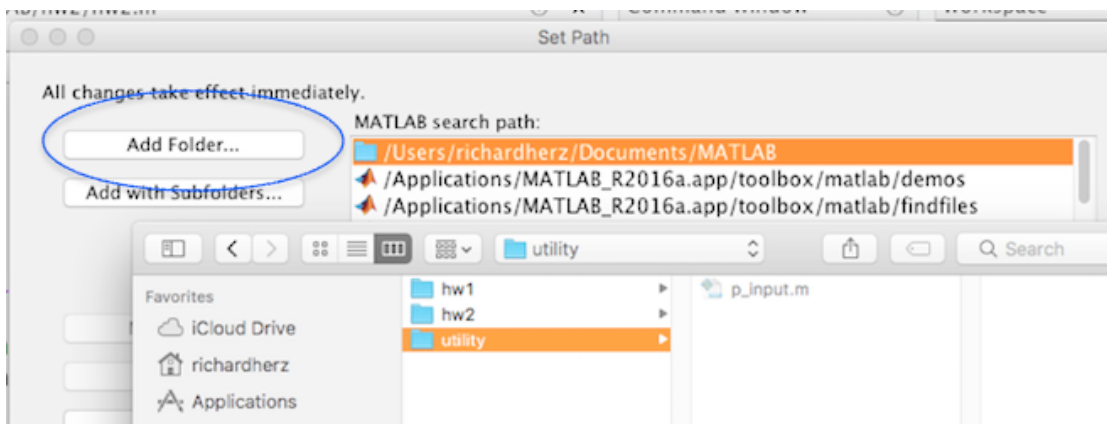 Set Path
All changes take effect immediately.
MATLAB search path:
Add Folder...
/Users/richardherz/Documents/MATLAB
/Applications/MATLAB_R2016a.app/toolbox/matlab/demos
Add with Subfolders...
/Applications/MATLAB_R2016a.app/toolbox/matlab/findfiles
utility
Search
Favorites
hw1
p_input.m
hw2
iCloud Drive
utility
richardherz
Applications